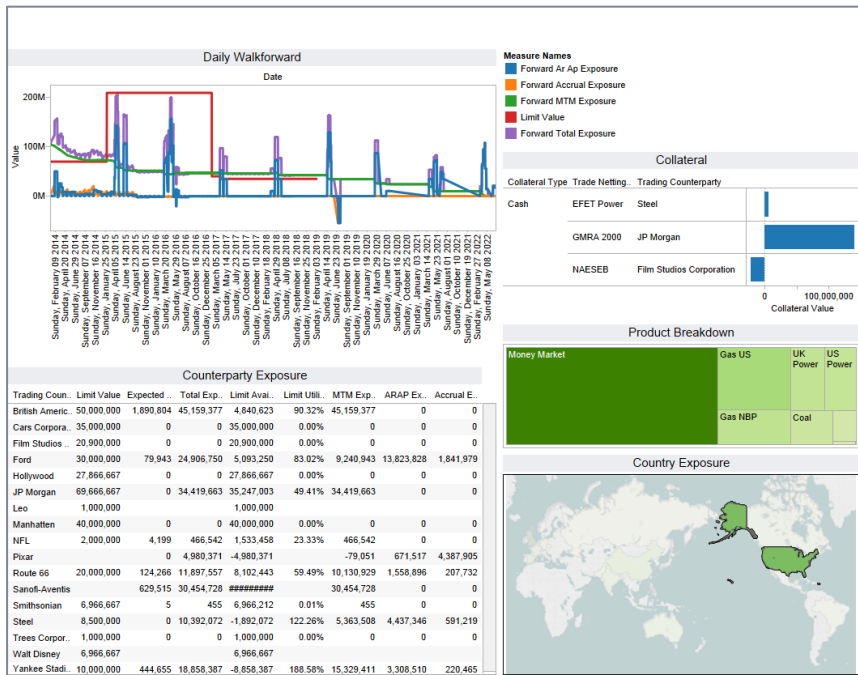 Daily Walkforward
Date
Value
200M
100M
0M
Sunday, February 09 2014
Sunday, April 20 2014
Sunday, June 29 2014
Sunday, September 07 2014
Sunday, November 16 2014
Sunday, January 25 2015
Sunday, April 05 2015
Sunday, June 14 2015
Sunday, August 23 2015
Sunday, November 01 2015
Sunday, January 10 2016
Sunday, March 20 2016
Sunday, May 29 2016
Sunday, August 07 2016
Sunday, October 16 2016
Sunday, December 25 2016
Sunday, March 05 2017
Sunday, May 14 2017
Sunday, July 23 2017
Sunday, October 01 2017
Sunday, December 10 2017
Sunday, February 18 2018
Sunday, April 29 2018
Sunday, July 08 2018
Sunday, September 16 2018
Sunday, November 25 2018
Sunday, February 03 2019
Sunday, April 14 2019
Sunday, June 23 2019
Sunday, September 01 2019
Sunday, November 10 2019
Sunday, January 19 2020
Sunday, March 29 2020
Sunday, June 07 2020
Sunday, August 16 2020
Sunday, October 25 2020
Sunday, January 03 2021
Sunday, March 14 2021
Sunday, May 23 2021
Sunday, August 01 2021
Sunday, October 10 2021
Sunday, December 19 2021
Sunday, February 27 2022
Sunday, May 08 2022
Measure Names
Forward Ar Ap Exposure
Forward Accrual Exposure
Forward MTM Exposure
Limit Value
Forward Total Exposure
Collateral
Collateral Type Trade Netting.. Trading Counterparty
Cash EFET Power Steel
GMRA 2000 JP Morgan
NAESEB Film Studios Corporation
0 100,000,000
Collateral Value
Product Breakdown
Money Market
Gas US
UK Power
US Power
Gas NBP
Coal
Counterparty Exposure
Trading Coun.. Limit Value Expected .. Total Exp.. Limit Avai.. Limit Utili.. MTM Exp.. ARAP Ex.. Accrual E..
British Americ.. 50,000,000 1,890,804 45,159,377 4,840,623 90.32% 45,159,377 0 0
Cars Corpora.. 35,000,000 0 0 35,000,000 0.00% 0 0 0
Film Studios .. 20,900,000 0 0 20,900,000 0.00% 0 0 0
Ford 30,000,000 79,943 24,906,750 5,093,250 83.02% 9,240,943 13,823,828 1,841,979
Hollywood 27,866,667 0 0 27,866,667 0.00% 0 0 0
JP Morgan 69,666,667 0 34,419,663 35,247,003 49.41% 34,419,663 0 0
Leo 1,000,000 1,000,000
Manhatten 40,000,000 0 0 40,000,000 0.00% 0 0 0
NFL 2,000,000 4,199 466,542 1,533,458 23.33% 466,542 0 0
Pixar 0 4,980,371 -4,980,371 -79,051 671,517 4,387,905
Route 66 20,000,000 124,266 11,897,557 8,102,443 59.49% 10,130,929 1,558,896 207,732
Sanofi-Aventis 629,515 30,454,728 ######### 30,454,728 0 0
Smithsonian 6,966,667 5 455 6,966,212 0.01% 455 0 0
Steel 8,500,000 0 10,392,072 -1,892,072 122.26% 5,363,508 4,437,346 591,219
Trees Corpor.. 1,000,000 0 0 1,000,000 0.00% 0 0 0
Walt Disney 6,966,667 6,966,667
Yankee Stadi.. 10,000,000 444,655 18,858,387 -8,858,387 188.58% 15,329,411 3,308,510 220,465
Country Exposure